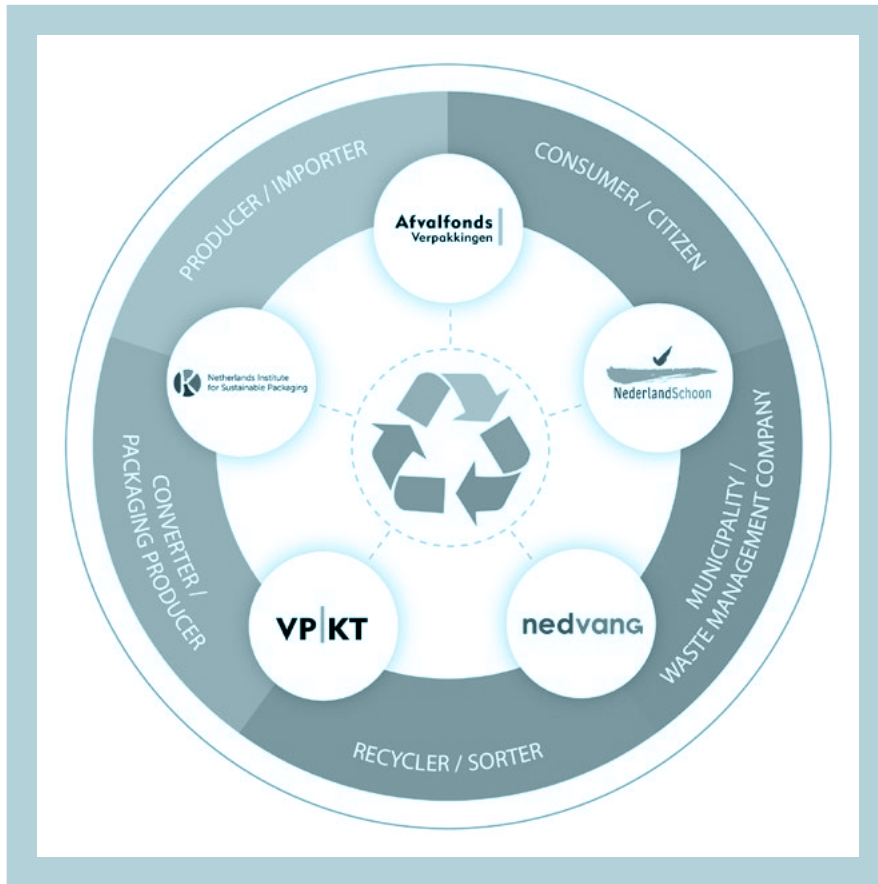 PRODUCER / IMPORTER
CONSUMER / CITIZEN
Afvalfonds
Verpakkingen
Netherlands Institute
for Sustainable Packaging
NederlandSchoon
CONVERTER /
PACKAGING PRODUCER
MUNICIPALITY /
WASTE MANAGEMENT COMPANY
VP|KT
nedvang
RECYCLER / SORTER